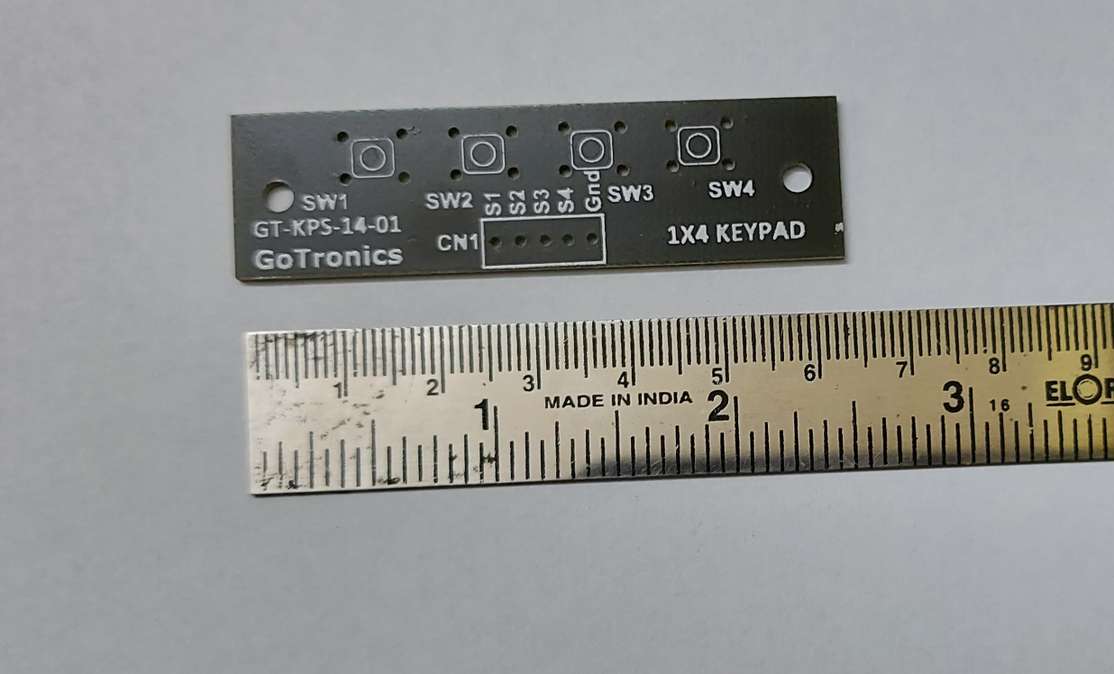 SW1
SW2
SW3
SW4
S1
S2
S3
S4
Gnd
GT-KPS-14-01
CN1
1X4 KEYPAD
GoTronics
1 2 3 4 5 6 7 8 9
MADE IN INDIA
1 2 3
16